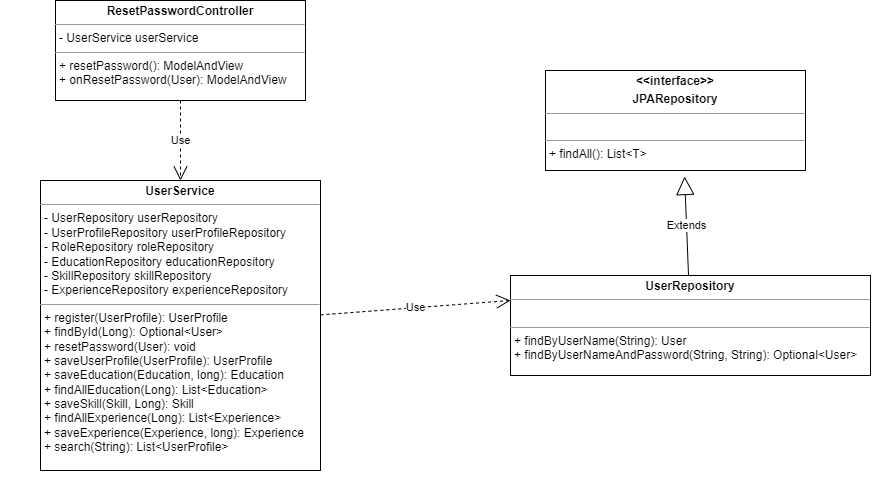 ResetPasswordController
- UserService userService
+ resetPassword(): ModelAndView
+ onResetPassword(User): ModelAndView
Use
<<interface>>
JPARepository
+ findAll(): List<T>
Extends
UserService
- UserRepository userRepository
- UserProfileRepository userProfileRepository
- RoleRepository roleRepository
- EducationRepository educationRepository
- SkillRepository skillRepository
- ExperienceRepository experienceRepository
+ register(UserProfile): UserProfile
+ findById(Long): Optional<User>
+ resetPassword(User): void
+ saveUserProfile(UserProfile): UserProfile
+ saveEducation(Education, long): Education
+ findAllEducation(Long): List<Education>
+ saveSkill(Skill, Long): Skill
+ findAllExperience(Long): List<Experience>
+ saveExperience(Experience, long): Experience
+ search(String): List<UserProfile>
Use
UserRepository
+ findByUserName(String): User
+ findByUserNameAndPassword(String, String): Optional<User>